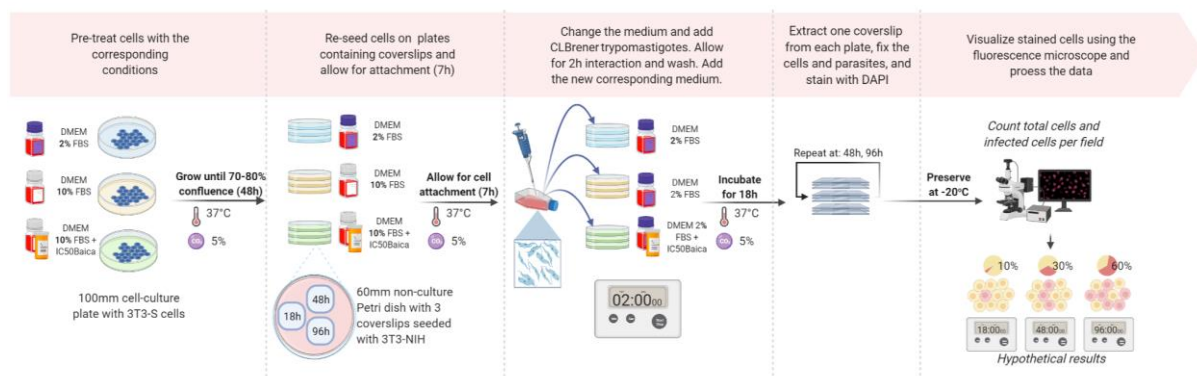 Pre-treat cells with the
corresponding
conditions
Re-seed cells on plates
containing coverslips and
allow for attachment (7h)
Change the medium and add
CLBrener trypomastigotes. Allow
for 2h interaction and wash. Add
the new corresponding medium.
Extract one coverslip
from each plate, fix the
cells and parasites, and
stain with DAPI
Visualize stained cells using the
fluorescence microscope and
proess the data
DMEM
2% FBS
DMEM
10% FBS
DMEM
10% FBS +
IC50Baica
100mm cell-culture
plate with 3T3-S cells
Grow until 70-80%
confluence (48h)
37°C
CO₂
5%
DMEM
2% FBS
DMEM
10% FBS
DMEM
10% FBS +
IC50Baica
48h
18h
96h
60mm non-culture
Petri dish with 3
coverslips seeded
with 3T3-NIH
Allow for cell
attachment (7h)
37°C
CO₂
5%
DMEM
2% FBS
DMEM
2% FBS
DMEM 2%
FBS +
IC50Baica
02:0000
Incubate
for 18h
37°C
CO₂
5%
Repeat at: 48h, 96h
Preserve
at -20°C
Count total cells and
infected cells per field
10%
30%
60%
18:0000
48:0000
96:0000
Hypothetical results